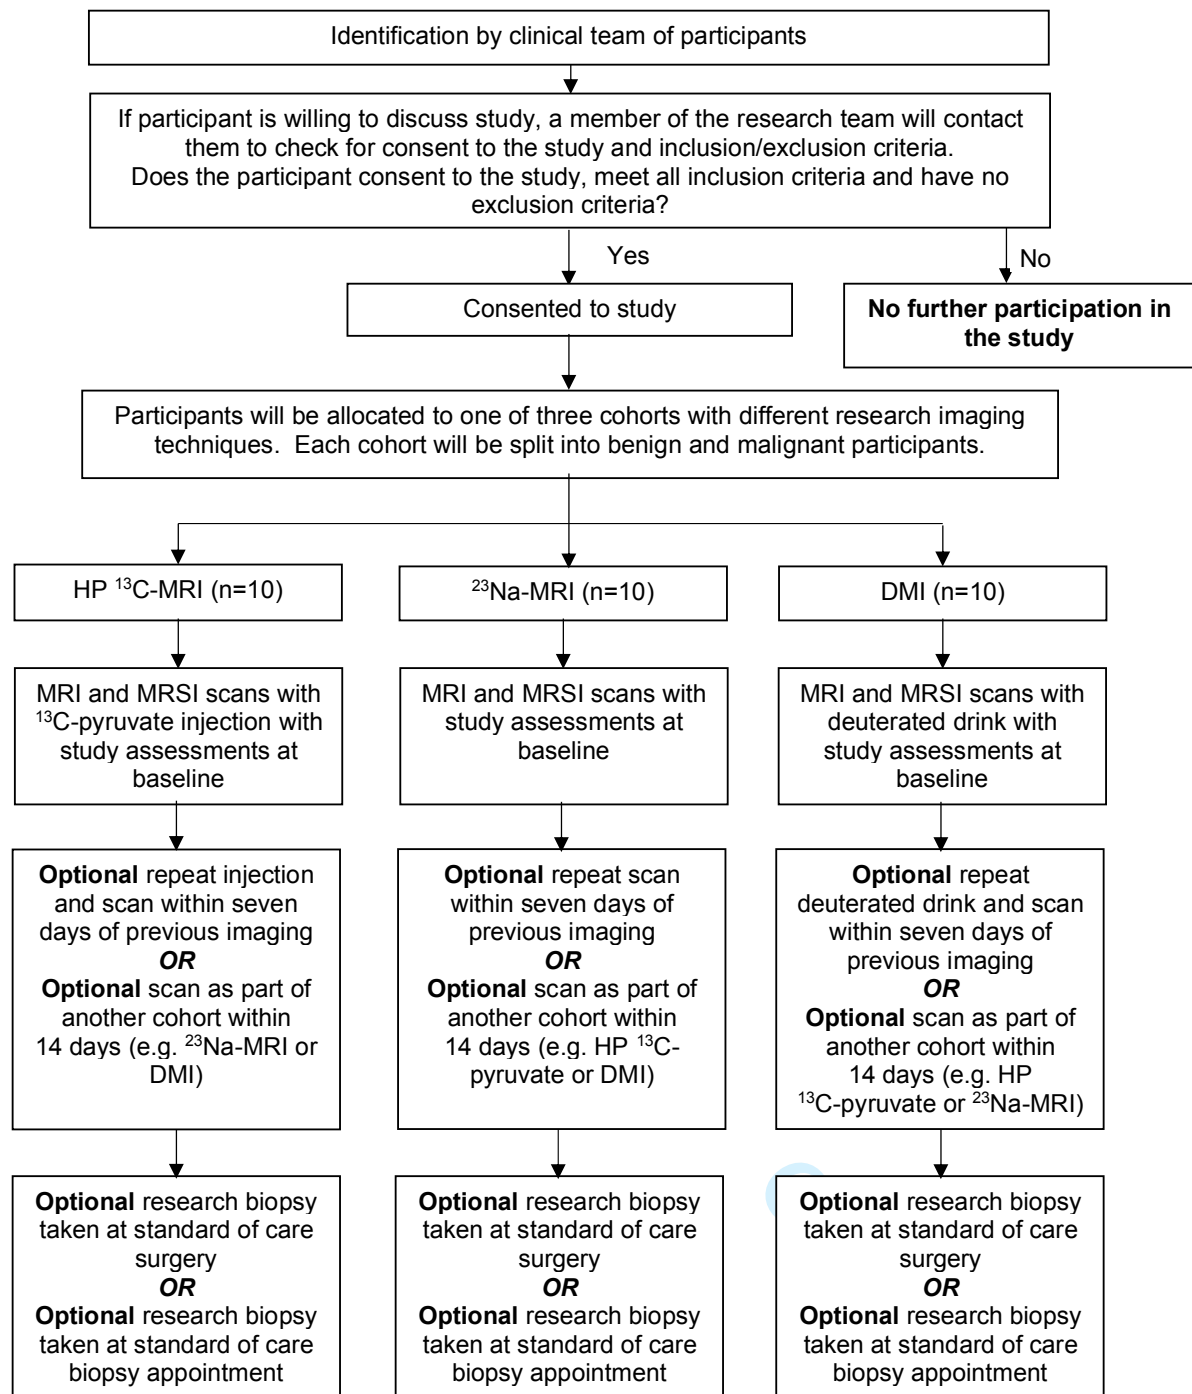 Identification by clinical team of participants
If participant is willing to discuss study, a member of the research team will contact
them to check for consent to the study and inclusion/exclusion criteria.
Does the participant consent to the study, meet all inclusion criteria and have no
exclusion criteria?
Yes
No
Consented to study
No further participation in
the study
Participants will be allocated to one of three cohorts with different research imaging
techniques.  Each cohort will be split into benign and malignant participants.
HP ¹³C-MRI (n=10)
²³Na-MRI (n=10)
DMI (n=10)
MRI and MRSI scans with
¹³C-pyruvate injection with
study assessments at
baseline
MRI and MRSI scans with
study assessments at
baseline
MRI and MRSI scans with
deuterated drink with
study assessments at
baseline
Optional repeat injection
and scan within seven
days of previous imaging
OR
Optional scan as part of
another cohort within
14 days (e.g. ²³Na-MRI or
DMI)
Optional repeat scan
within seven days of
previous imaging
OR
Optional scan as part of
another cohort within
14 days (e.g. HP ¹³C-
pyruvate or DMI)
Optional repeat
deuterated drink and scan
within seven days of
previous imaging
OR
Optional scan as part of
another cohort within
14 days (e.g. HP
¹³C-pyruvate or ²³Na-MRI)
Optional research biopsy
taken at standard of care
surgery
OR
Optional research biopsy
taken at standard of care
biopsy appointment
Optional research biopsy
taken at standard of care
surgery
OR
Optional research biopsy
taken at standard of care
biopsy appointment
Optional research biopsy
taken at standard of care
surgery
OR
Optional research biopsy
taken at standard of care
biopsy appointment